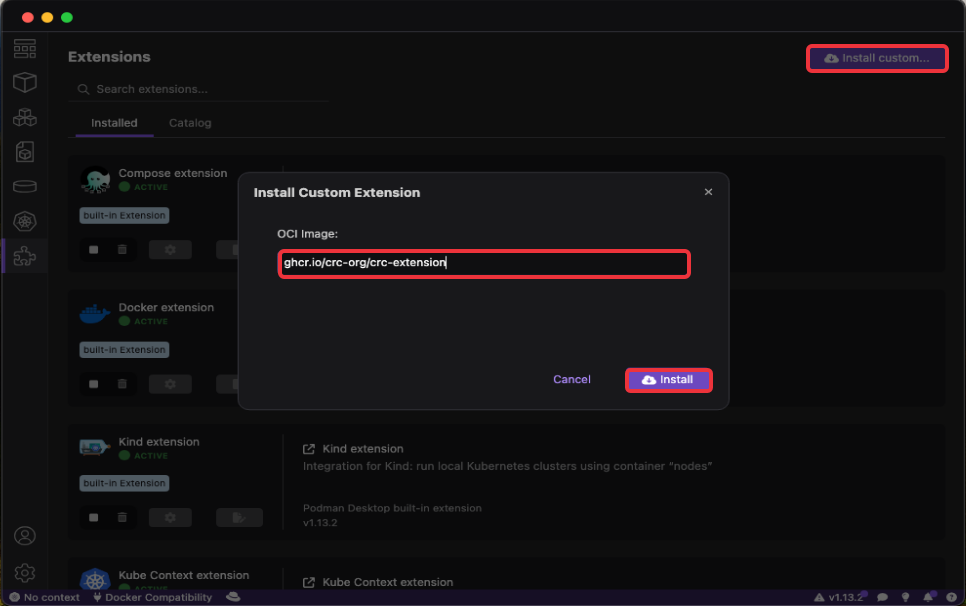 Extensions
Install custom...
Search extensions...
Installed
Catalog
Compose extension
ACTIVE
built-in Extension
Install Custom Extension
OCI Image:
ghcr.io/crc-org/crc-extension
Cancel
Install
Docker extension
ACTIVE
built-in Extension
Kind extension
ACTIVE
built-in Extension
Kind extension
Integration for Kind: run local Kubernetes clusters using container “nodes”
Podman Desktop built-in extension
v1.13.2
Kube Context extension
ACTIVE
Kube Context extension
No context
Docker Compatibility
v1.13.2